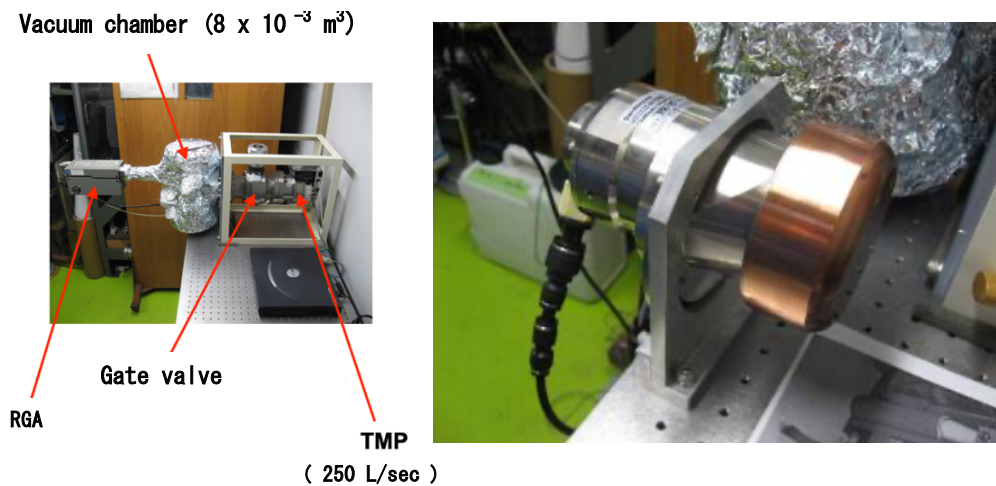 Vacuum chamber (8 x 10 ⁻³ m³)
Gate valve
RGA
TMP
( 250 L/sec )